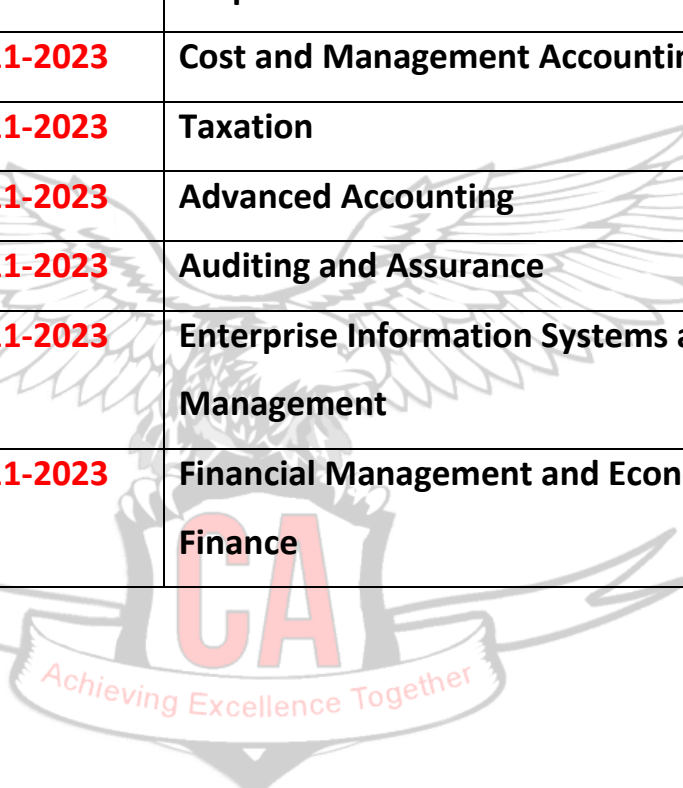 1-2023 Cost and Management Accountin
1-2023 Taxation
1-2023 Advanced Accounting
1-2023 Auditing and Assurance
1-2023 Enterprise Information Systems a
Management
1-2023 Financial Management and Econ
Finance
CA
Achieving Excellence Together